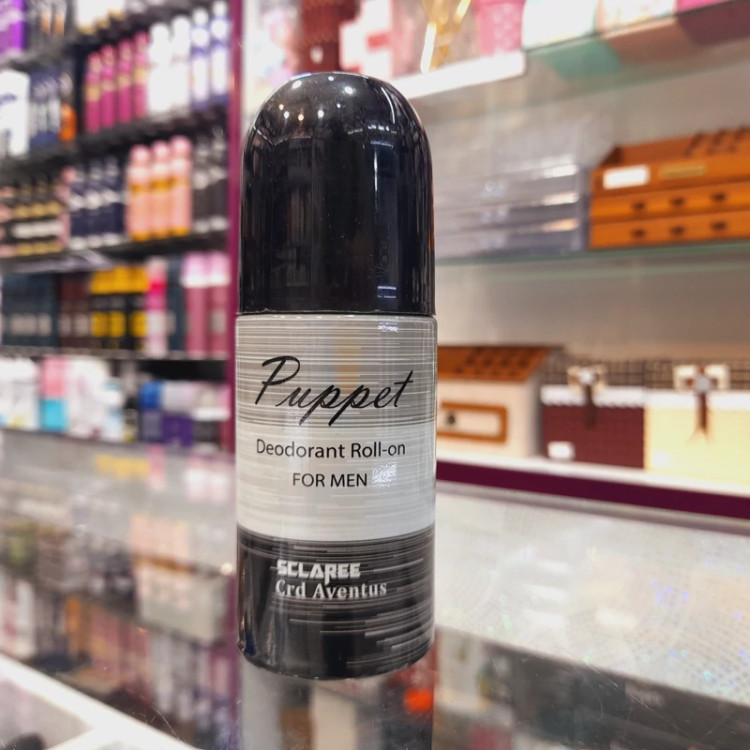 Puppet
Deodorant Roll-on
FOR MEN
SCLAREE
Crd Aventus